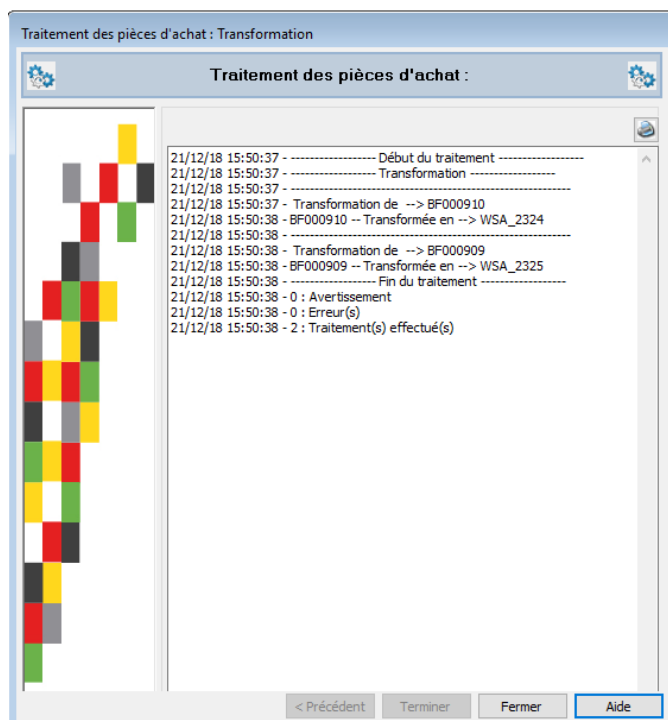 Traitement des pièces d'achat : Transformation
Traitement des pièces d'achat :
21/12/18 15:50:37 - ------------------ Début du traitement ------------------
21/12/18 15:50:37 - ------------------ Transformation ------------------
21/12/18 15:50:37 - -----------------------------------------------------------
21/12/18 15:50:37 - Transformation de --> BF000910
21/12/18 15:50:38 - BF000910 -- Transformée en --> WSA_2324
21/12/18 15:50:38 - -----------------------------------------------------------
21/12/18 15:50:38 - Transformation de --> BF000909
21/12/18 15:50:38 - BF000909 -- Transformée en --> WSA_2325
21/12/18 15:50:38 - ------------------ Fin du traitement ------------------
21/12/18 15:50:38 - 0 : Avertissement
21/12/18 15:50:38 - 0 : Erreur(s)
21/12/18 15:50:38 - 2 : Traitement(s) effectué(s)
< Précédent Terminer Fermer Aide